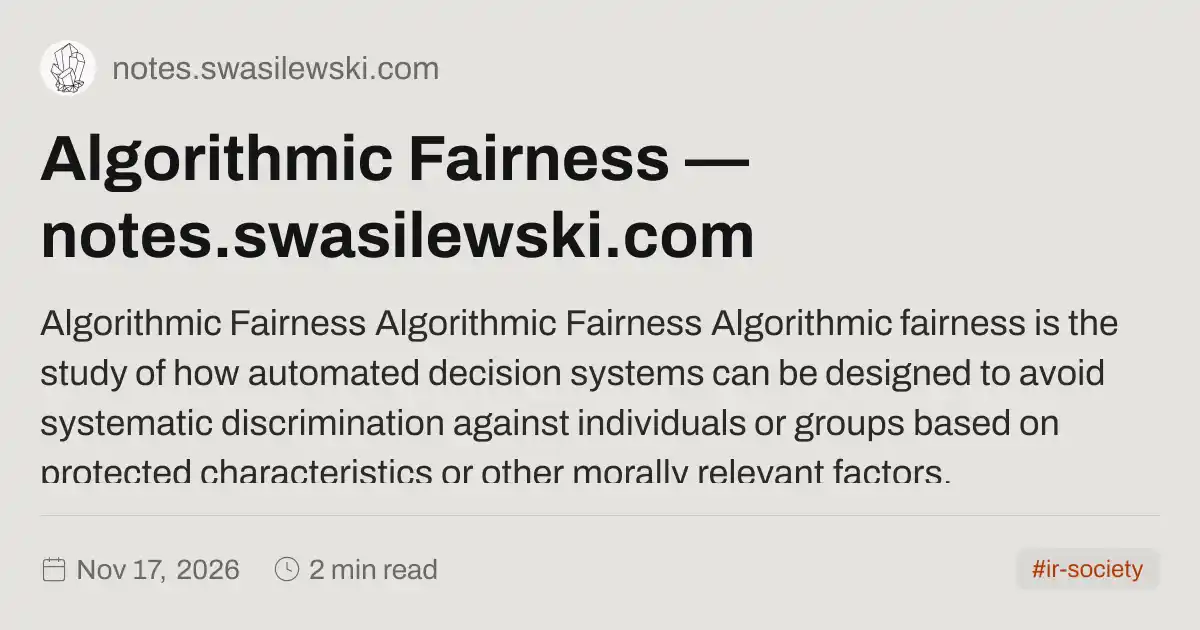 notes.swasilewski.com
Algorithmic Fairness —
notes.swasilewski.com
Algorithmic Fairness Algorithmic Fairness Algorithmic fairness is the
study of how automated decision systems can be designed to avoid
systematic discrimination against individuals or groups based on
protected characteristics or other morally relevant factors.
Nov 17, 2026
2 min read
#ir-society